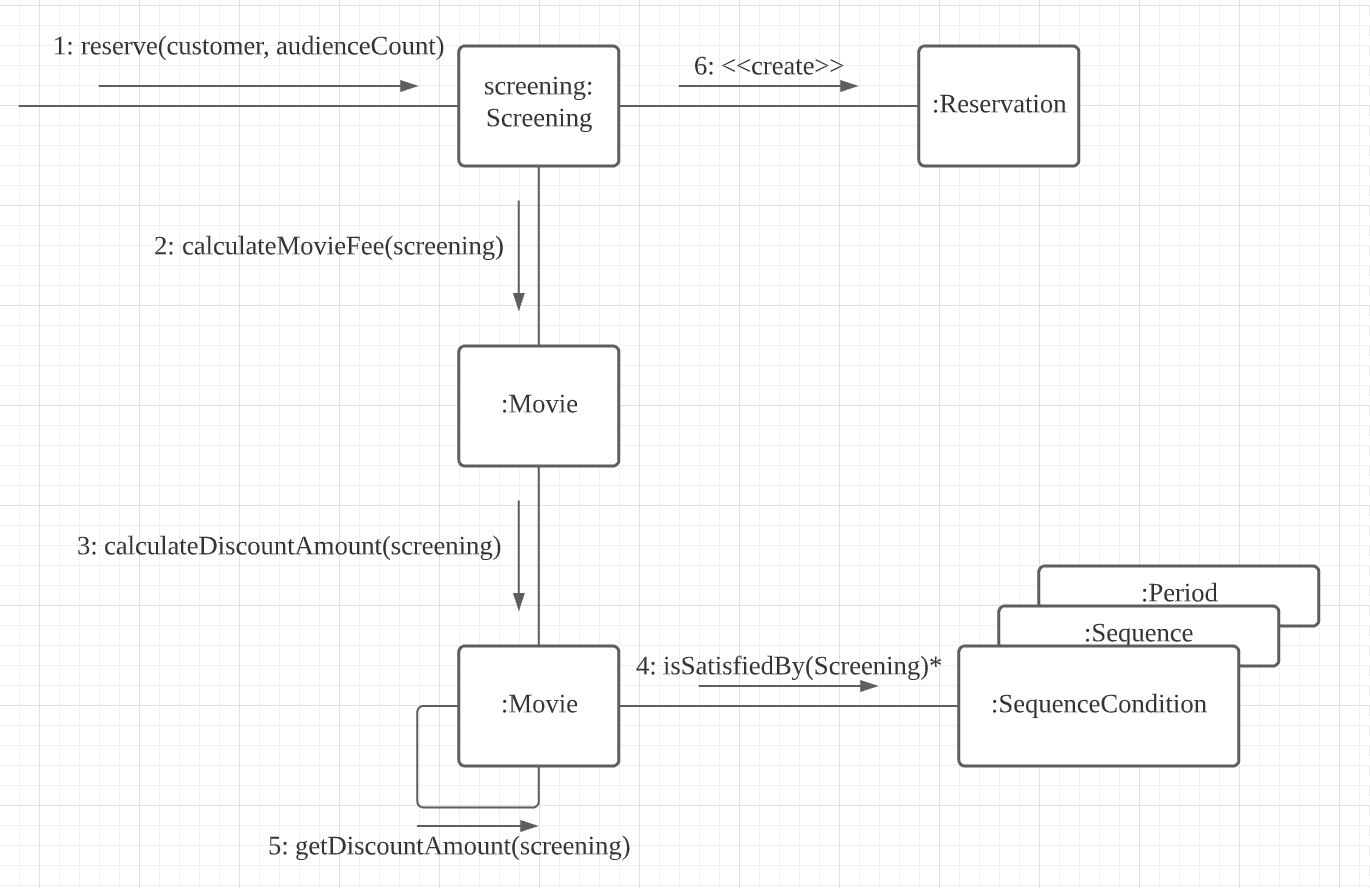 1: reserve(customer, audienceCount)
screening:
Screening
6: <<create>>
:Reservation
2: calculateMovieFee(screening)
:Movie
3: calculateDiscountAmount(screening)
:Period
:Sequence
:Movie
4: isSatisfiedBy(Screening)*
:SequenceCondition
5: getDiscountAmount(screening)